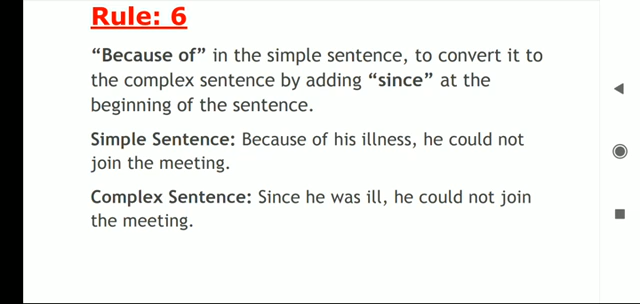 Rule: 6
“Because of” in the simple sentence, to convert it to
the complex sentence by adding “since” at the
beginning of the sentence.
Simple Sentence: Because of his illness, he could not
join the meeting.
Complex Sentence: Since he was ill, he could not join
the meeting.